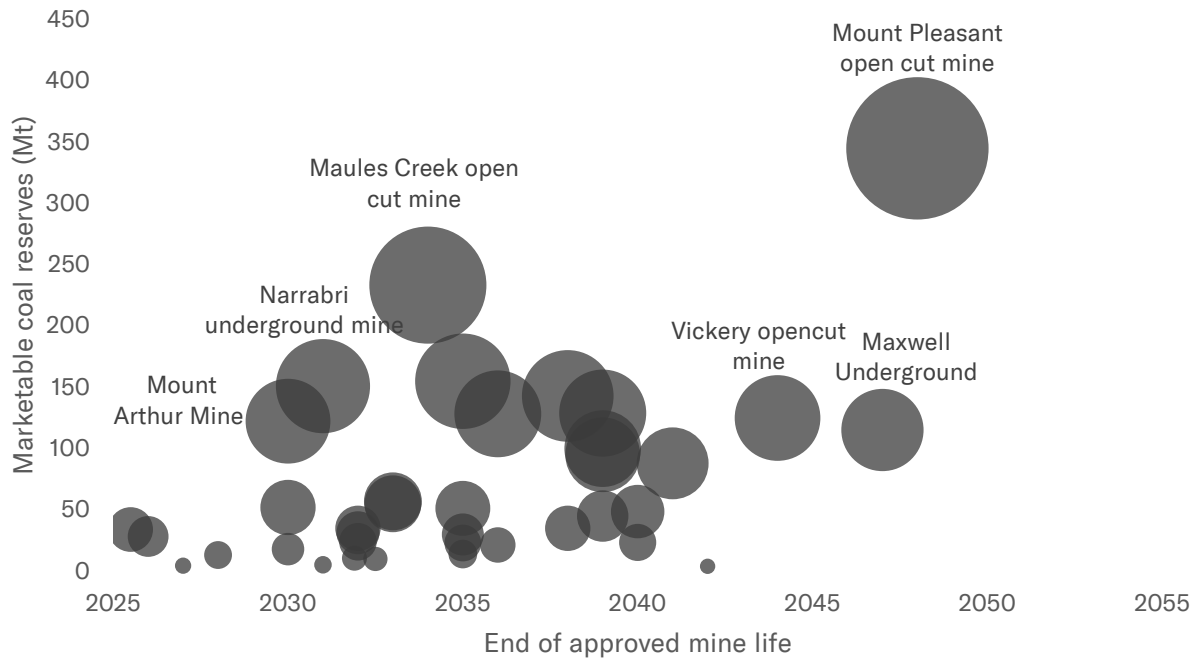 450
400
350
300
250
200
150
100
50
0
Marketable coal reserves (Mt)
Mount Pleasant
open cut mine
Maules Creek open
cut mine
Narrabri
underground mine
Mount
Arthur Mine
Vickery opencut
mine
Maxwell
Underground
2025
2030
2035
2040
2045
2050
2055
End of approved mine life